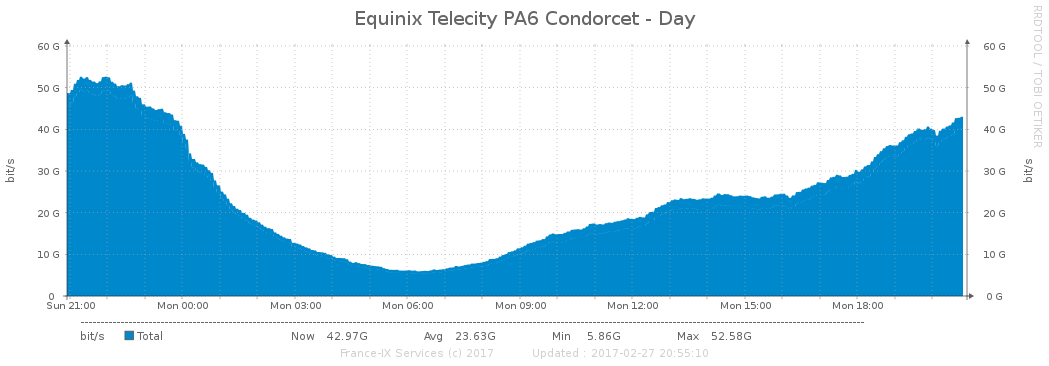 Equinix Telecity PA6 Condorcet - Day
RRDTOOL / TOBI OETIKER
60 G 60 G
50 G 50 G
40 G 40 G
30 G 30 G
20 G 20 G
10 G 10 G
0 0 G
bit/s
bit/s
Sun 21:00 Mon 00:00 Mon 03:00 Mon 06:00 Mon 09:00 Mon 12:00 Mon 15:00 Mon 18:00
bit/s Total Now 42.97G Avg 23.63G Min 5.86G Max 52.58G
France-IX Services (c) 2017 Updated : 2017-02-27 20:55:10